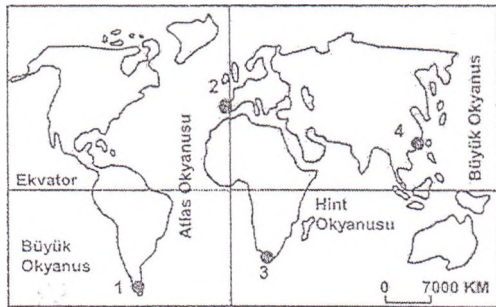 2
4
Atlas Okyanusu
Büyük Okyanus
Ekvator
Hint
Okyanusu
Büyük
Okyanus
1
3
0 7000 KM